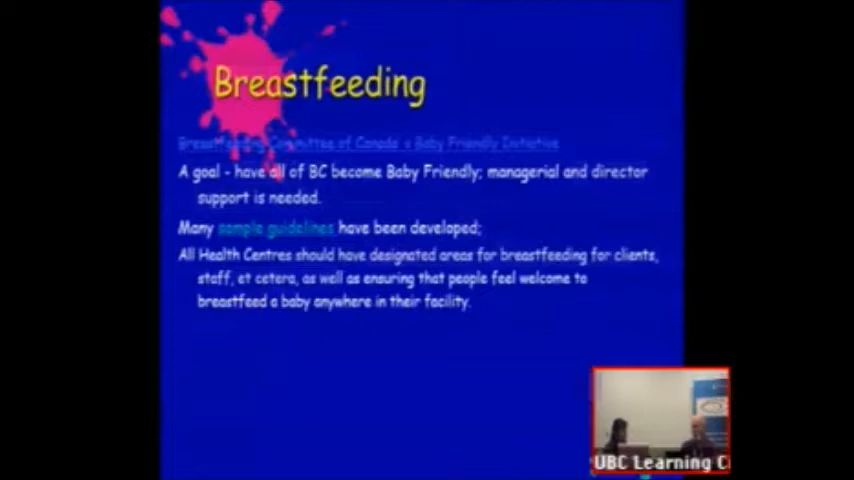 Breastfeeding
Breastfeeding Committee of Canada's Baby Friendly Initiative
A goal - have all of BC become Baby Friendly; managerial and director
support is needed.
Many sample guidelines have been developed;
All Health Centres should have designated areas for breastfeeding for clients,
staff, et cetera, as well as ensuring that people feel welcome to
breastfeed a baby anywhere in their facility.
UBC Learning Ci